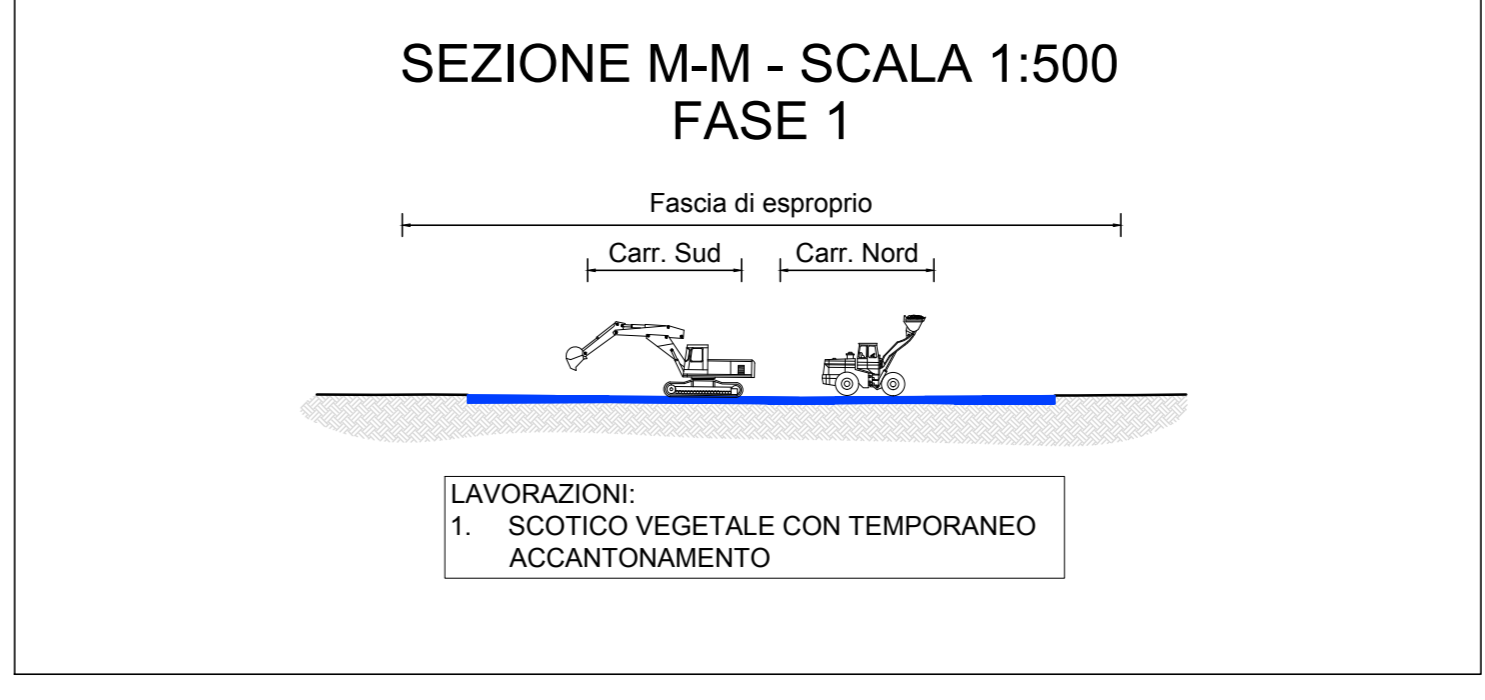 SEZIONE M-M - SCALA 1:500
FASE 1
Fascia di esproprio
Carr. Sud Carr. Nord
LAVORAZIONI:
1. SCOTICO VEGETALE CON TEMPORANEO
ACCANTONAMENTO